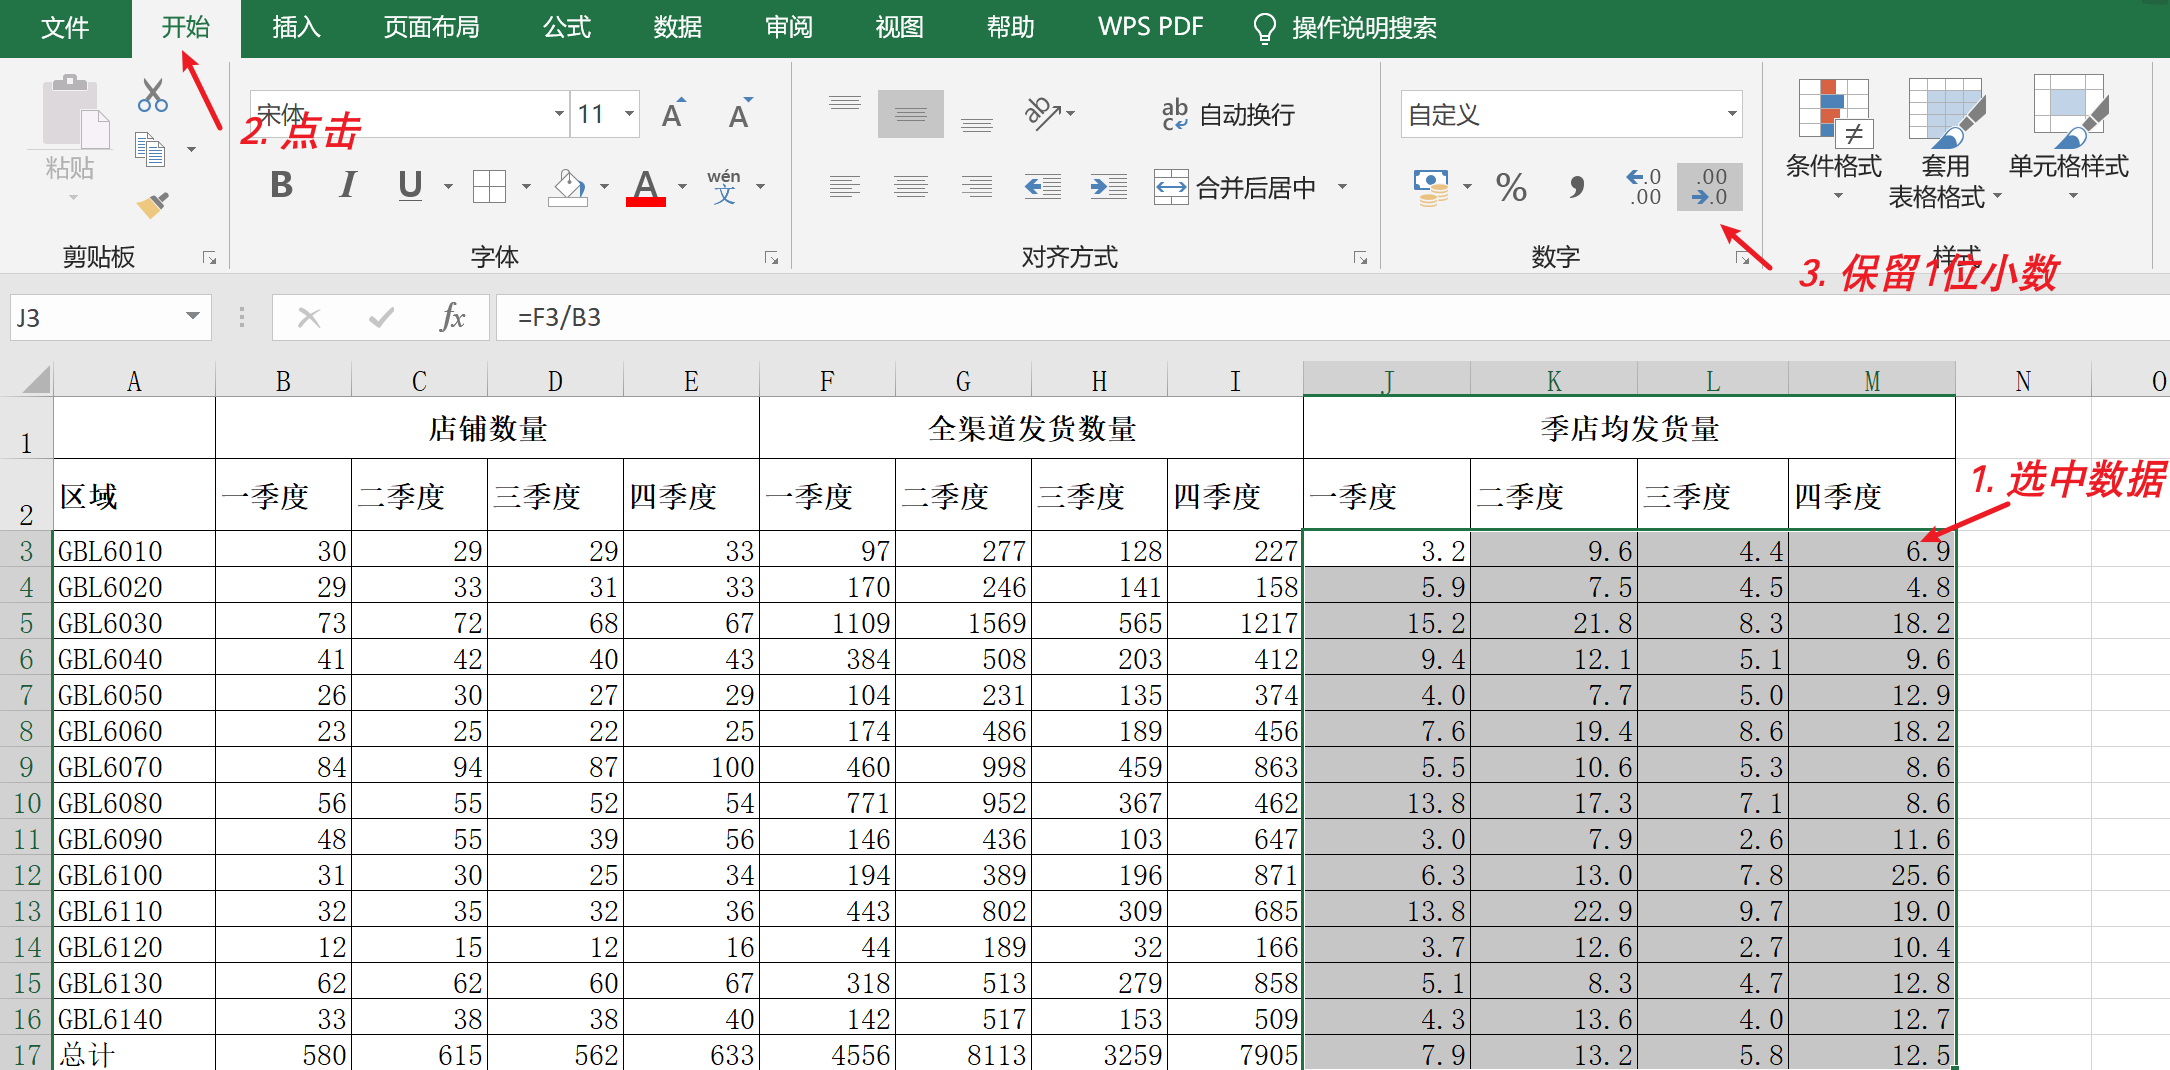 文件 开始 插入 页面布局 公式 数据 审阅 视图 帮助 WPS PDF 操作说明搜索
宋体 11 A A ab c 自动换行 自定义
2. 点击
粘贴 B I U A wén 文 合并后居中 % , .0 .00 .00 .0 条件格式 套用 表格格式 单元格样式
剪贴板 字体 对齐方式 数字 样式
3. 保留1位小数
J3 fx =F3/B3
A B C D E F G H I J K L M N O
1 店铺数量 全渠道发货数量 季店均发货量
1. 选中数据
2 区域 一季度 二季度 三季度 四季度 一季度 二季度 三季度 四季度 一季度 二季度 三季度 四季度
3 GBL6010 30 29 29 33 97 277 128 227 3.2 9.6 4.4 6.9
4 GBL6020 29 33 31 33 170 246 141 158 5.9 7.5 4.5 4.8
5 GBL6030 73 72 68 67 1109 1569 565 1217 15.2 21.8 8.3 18.2
6 GBL6040 41 42 40 43 384 508 203 412 9.4 12.1 5.1 9.6
7 GBL6050 26 30 27 29 104 231 135 374 4.0 7.7 5.0 12.9
8 GBL6060 23 25 22 25 174 486 189 456 7.6 19.4 8.6 18.2
9 GBL6070 84 94 87 100 460 998 459 863 5.5 10.6 5.3 8.6
10 GBL6080 56 55 52 54 771 952 367 462 13.8 17.3 7.1 8.6
11 GBL6090 48 55 39 56 146 436 103 647 3.0 7.9 2.6 11.6
12 GBL6100 31 30 25 34 194 389 196 871 6.3 13.0 7.8 25.6
13 GBL6110 32 35 32 36 443 802 309 685 13.8 22.9 9.7 19.0
14 GBL6120 12 15 12 16 44 189 32 166 3.7 12.6 2.7 10.4
15 GBL6130 62 62 60 67 318 513 279 858 5.1 8.3 4.7 12.8
16 GBL6140 33 38 38 40 142 517 153 509 4.3 13.6 4.0 12.7
17 总计 580 615 562 633 4556 8113 3259 7905 7.9 13.2 5.8 12.5